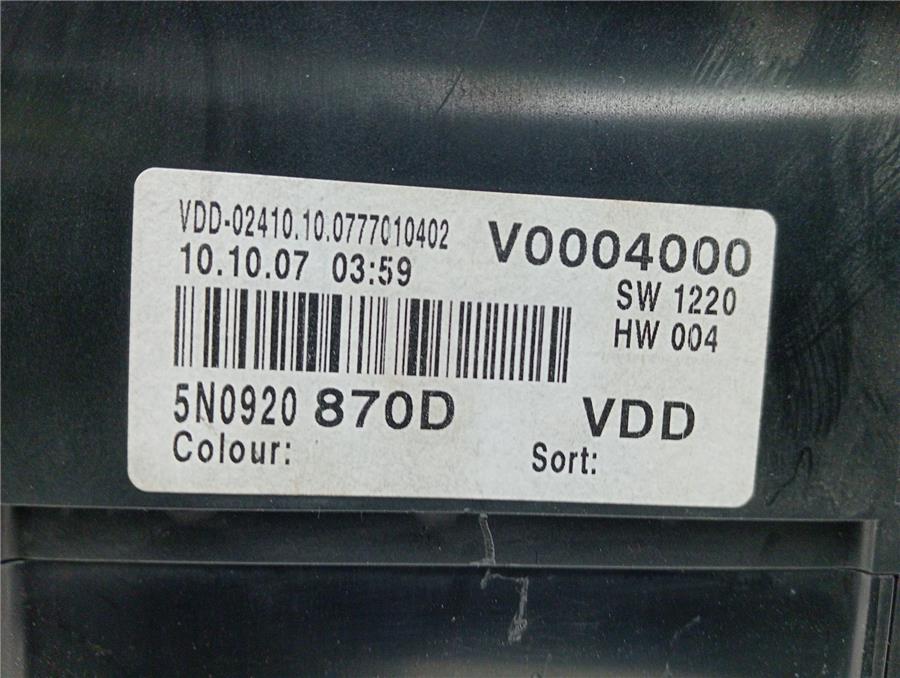 VDD-02410.10.0777010402
V0004000
10.10.07 03:59
SW 1220
HW 004
5N0920 870D
VDD
Colour:
Sort: